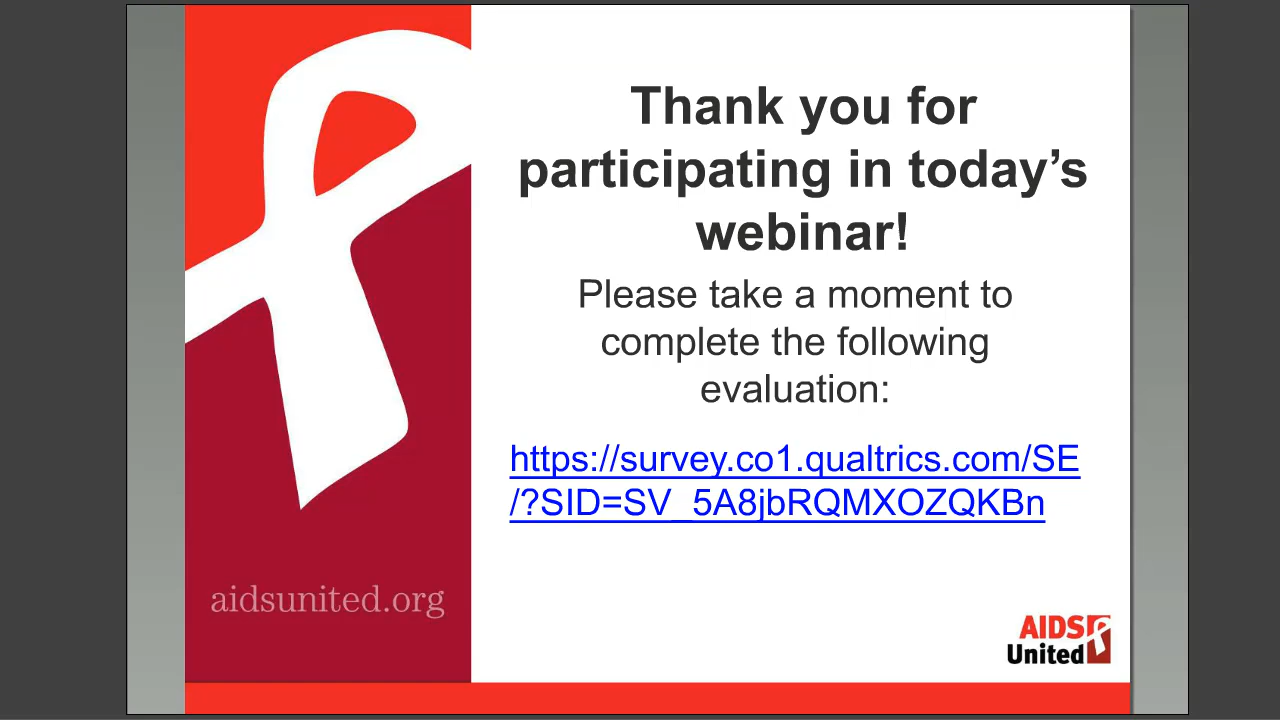 Thank you for
participating in today’s
webinar!
Please take a moment to
complete the following
evaluation:
https://survey.co1.qualtrics.com/SE
/?SID=SV_5A8jbRQMXOZQKBn
aidsunited.org
AIDS
United